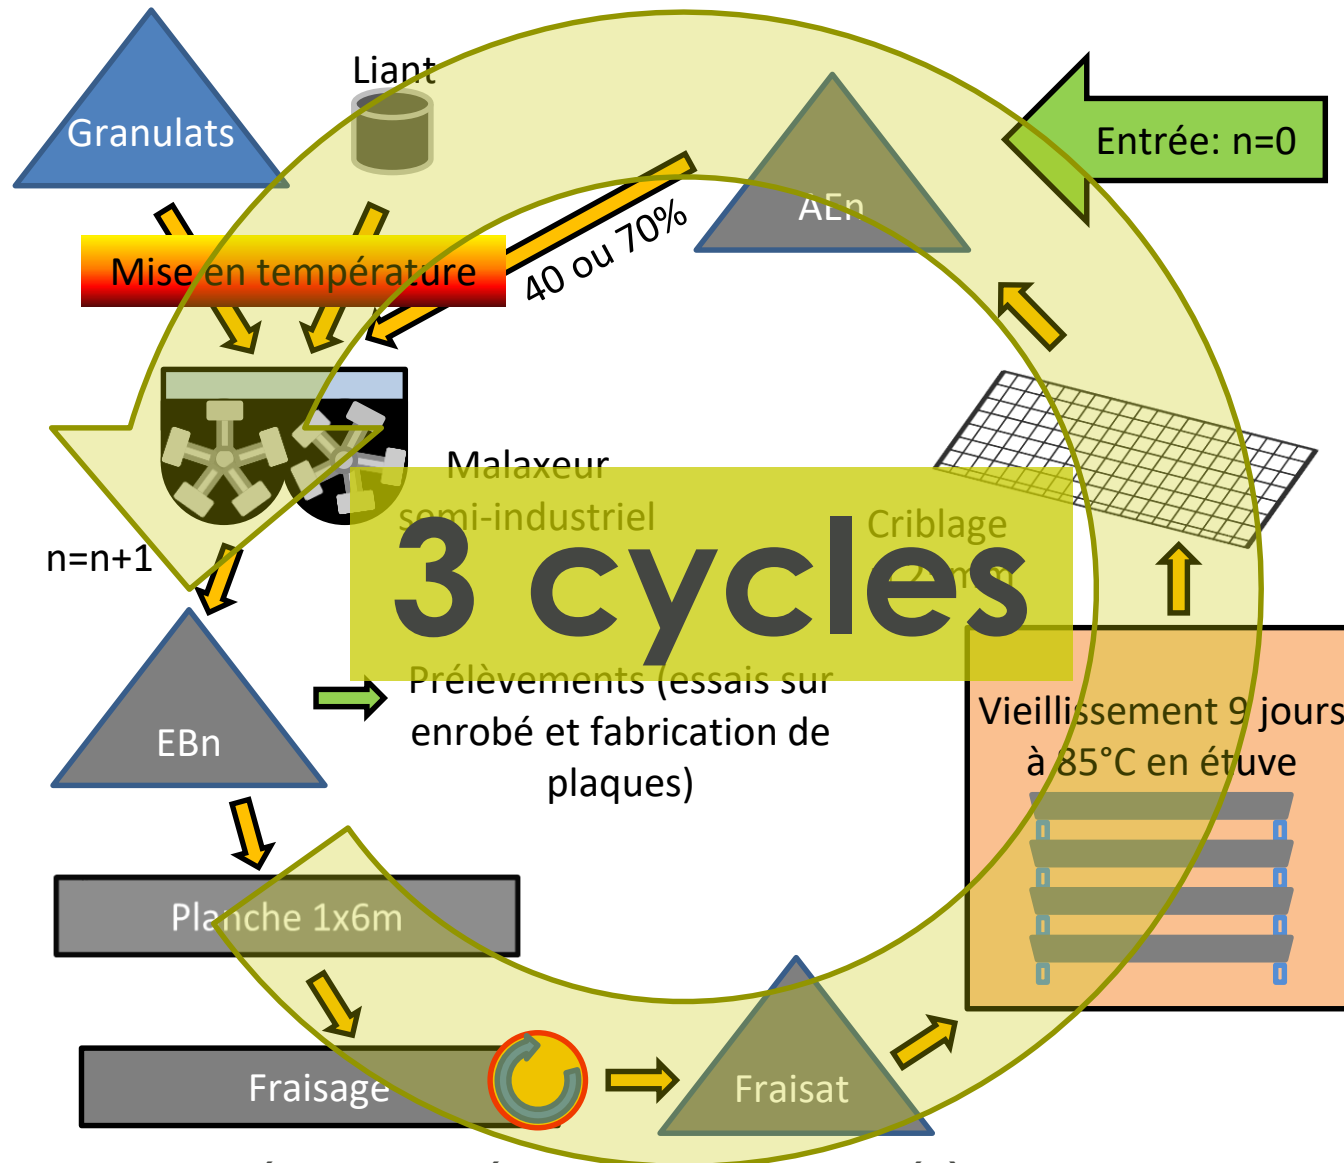 Liant
Granulats
Entrée: n=0
AEn
40 ou 70%
Mise en température
Malaxeur
semi-industriel
Criblage
mm
3 cycles
n=n+1
Prélèvements (essais sur
enrobé et fabrication de
plaques)
EBn
Vieillissement 9 jours
à 85°C en étuve
Planche 1x6m
Fraisage
Fraisat